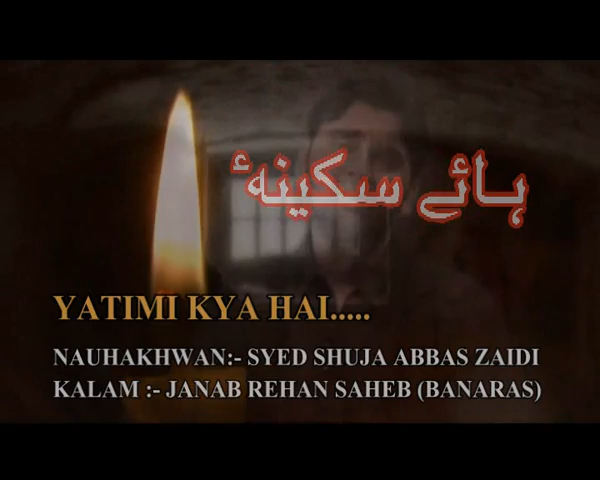 ہائے سکینہؑ
YATIMI KYA HAI.....
NAUHAKHWAN:- SYED SHUJA ABBAS ZAIDI
KALAM :- JANAB REHAN SAHEB (BANARAS)